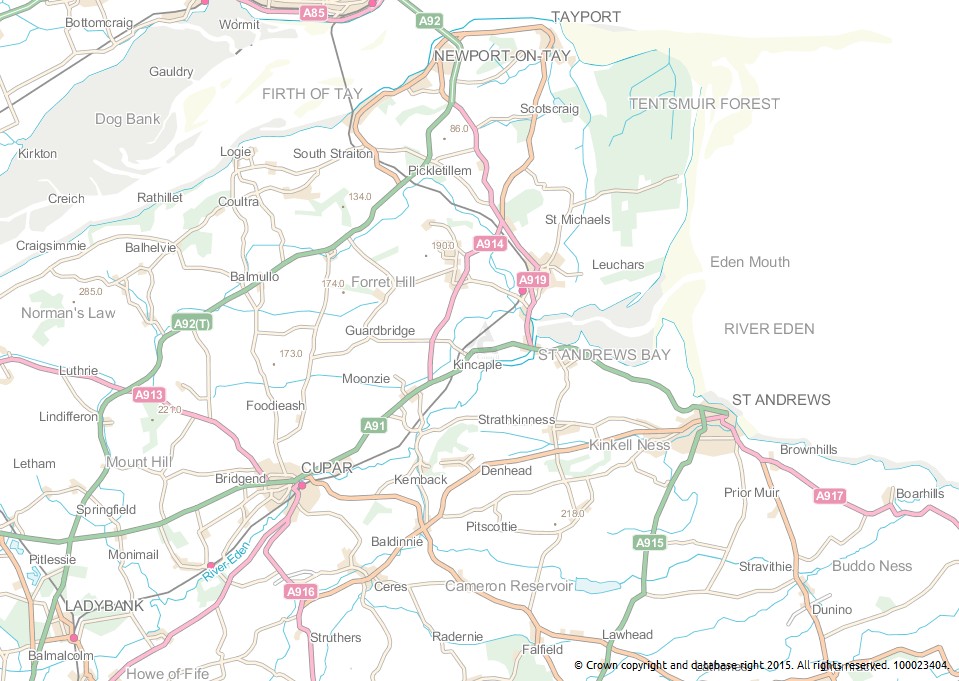 A85
A92
TAYPORT
Bottomcraig
Wormit
NEWPORT-ON-TAY
Gauldry
FIRTH OF TAY
TENTSMUIR FOREST
Scotscraig
Dog Bank
86.0
Kirkton
Logie
South Straiton
Pickletillem
Creich
Rathillet
Coultra
134.0
St Michaels
Craigsimmie
Balhelvie
190.0
A914
Eden Mouth
Leuchars
Balmullo
174.0
Forret Hill
A919
285.0
Norman's Law
A92(T)
Guardbridge
RIVER EDEN
173.0
ST ANDREWS BAY
Kincaple
Luthrie
Moonzie
A913
ST ANDREWS
Foodieash
221.0
Lindifferon
A91
Strathkinness
Kinkell Ness
Brownhills
Letham
Mount Hill
CUPAR
Denhead
Bridgend
Kemback
Prior Muir
A917
Boarhills
Springfield
218.0
Pitscottie
Baldinnie
A915
Monimail
Pitlessie
River Eden
Stravithie
Buddo Ness
Ceres
Cameron Reservoir
A916
LADYBANK
Dunino
Struthers
Radernie
Lawhead
Falfield
Balmalcolm
Howe of Fife
© Crown copyright and database right 2015. All rights reserved. 100023404.